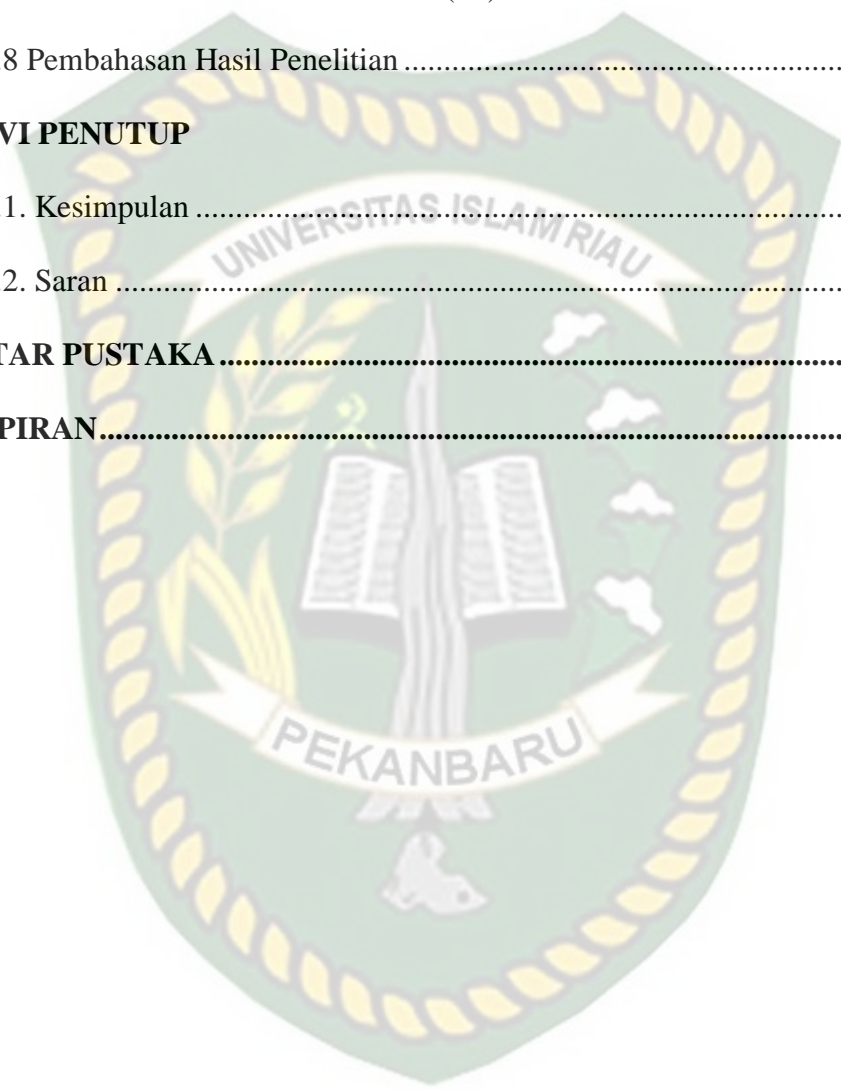 .8 Pembahasan Hasil Penelitian ........................................................
VI PENUTUP
.1. Kesimpulan ..................................................................................
.2. Saran ............................................................................................
TAR PUSTAKA .............................................................................
PIRAN............................................................................................
UNIVERSITAS ISLAM RIAU
PEKANBARU